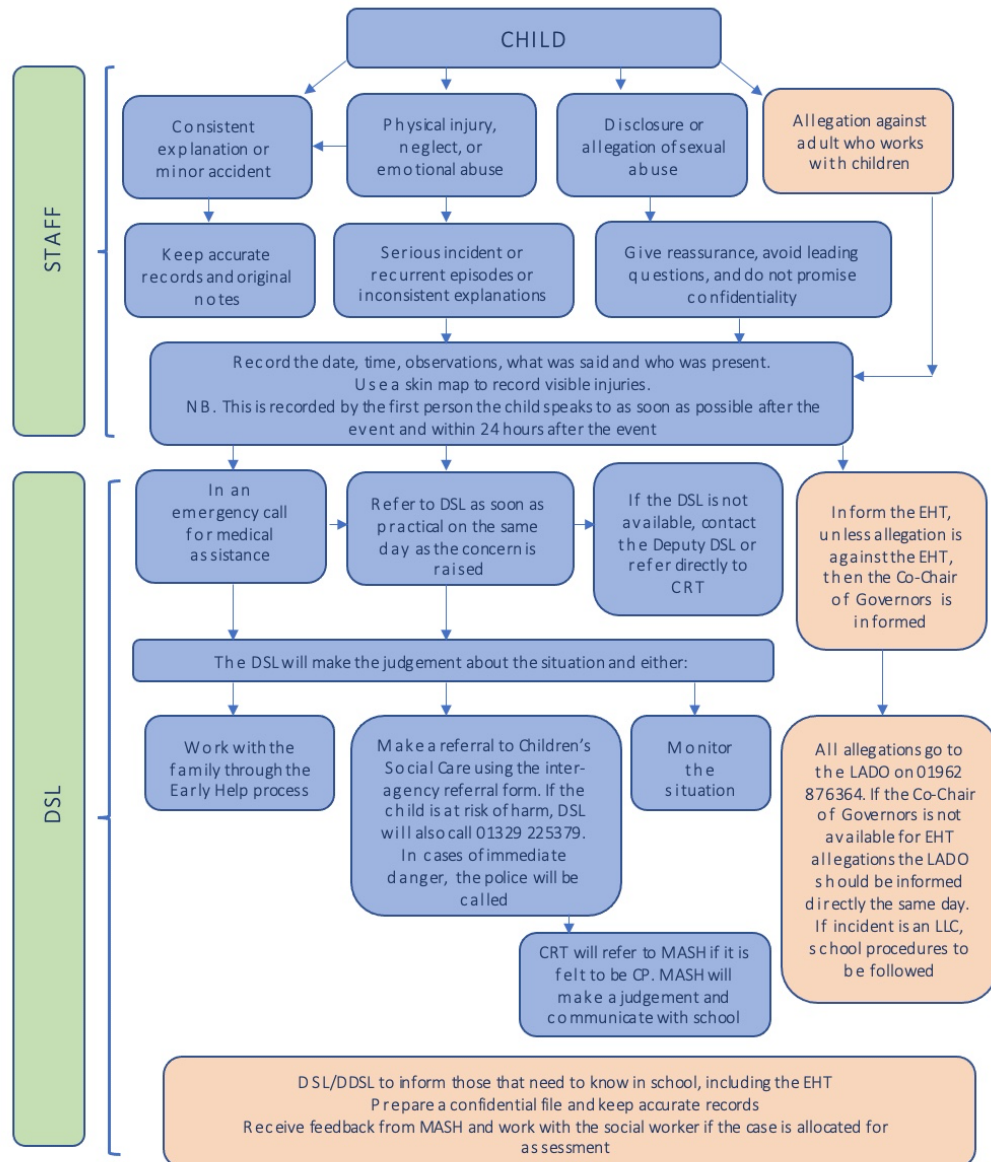 CHILD
STAFF
Consistent
explanation or
minor accident
Physical injury,
neglect, or
emotional abuse
Disclosure or
allegation of sexual
abuse
Allegation against
adult who works
with children
Keep accurate
records and original
notes
Serious incident or
recurrent episodes or
inconsistent explanations
Give reassurance, avoid leading
questions, and do not promise
confidentiality
Record the date, time, observations, what was said and who was present.
Use a skin map to record visible injuries.
NB. This is recorded by the first person the child speaks to as soon as possible after the
event and within 24 hours after the event
DSL
In an
emergency call
for medical
assistance
Refer to DSL as soon as
practical on the same
day as the concern is
raised
If the DSL is not
available, contact
the Deputy DSL or
refer directly to
CRT
Inform the EHT,
unless allegation is
against the EHT,
then the Co-Chair
of Governors is
informed
The DSL will make the judgement about the situation and either:
Work with the
family through the
Early Help process
Make a referral to Children's
Social Care using the inter-
agency referral form. If the
child is at risk of harm, DSL
will also call 01329 225379.
In cases of immediate
danger, the police will be
called
Monitor
the
situation
All allegations go to
the LADO on 01962
876364. If the Co-Chair
of Governors is not
available for EHT
allegations the LADO
should be informed
directly the same day.
If incident is an LLC,
school procedures to
be followed
CRT will refer to MASH if it is
felt to be CP. MASH will
make a judgement and
communicate with school
DSL/DDSL to inform those that need to know in school, including the EHT
Prepare a confidential file and keep accurate records
Receive feedback from MASH and work with the social worker if the case is allocated for
assessment